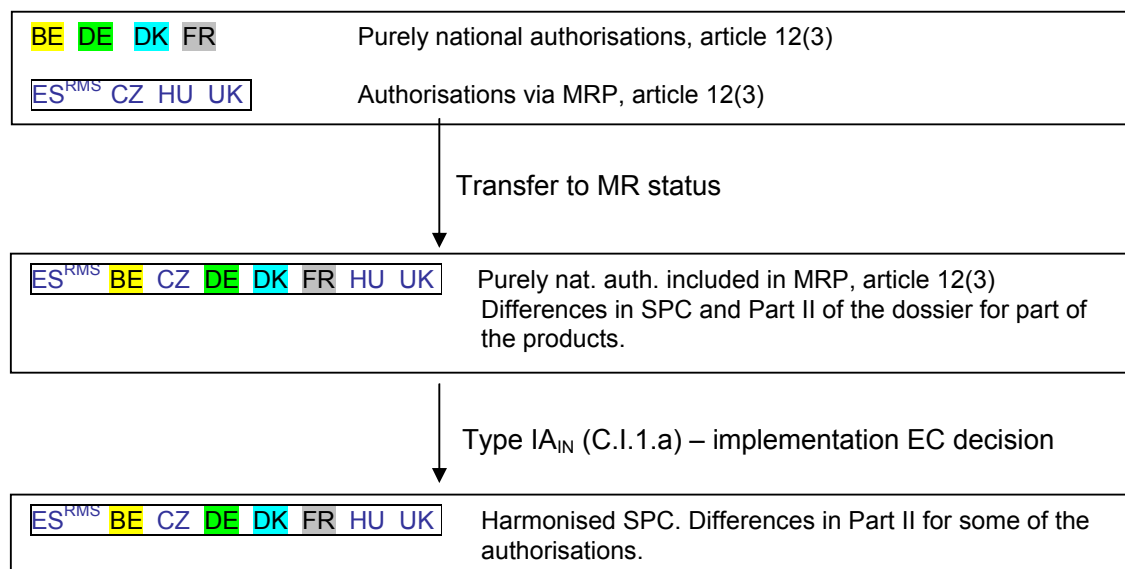 BE DE DK FR Purely national authorisations, article 12(3)
ES^RMS CZ HU UK Authorisations via MRP, article 12(3)
Transfer to MR status
ES^RMS BE CZ DE DK FR HU UK Purely nat. auth. included in MRP, article 12(3)
Differences in SPC and Part II of the dossier for part of
the products.
Type IA_IN (C.I.1.a) – implementation EC decision
ES^RMS BE CZ DE DK FR HU UK Harmonised SPC. Differences in Part II for some of the
authorisations.